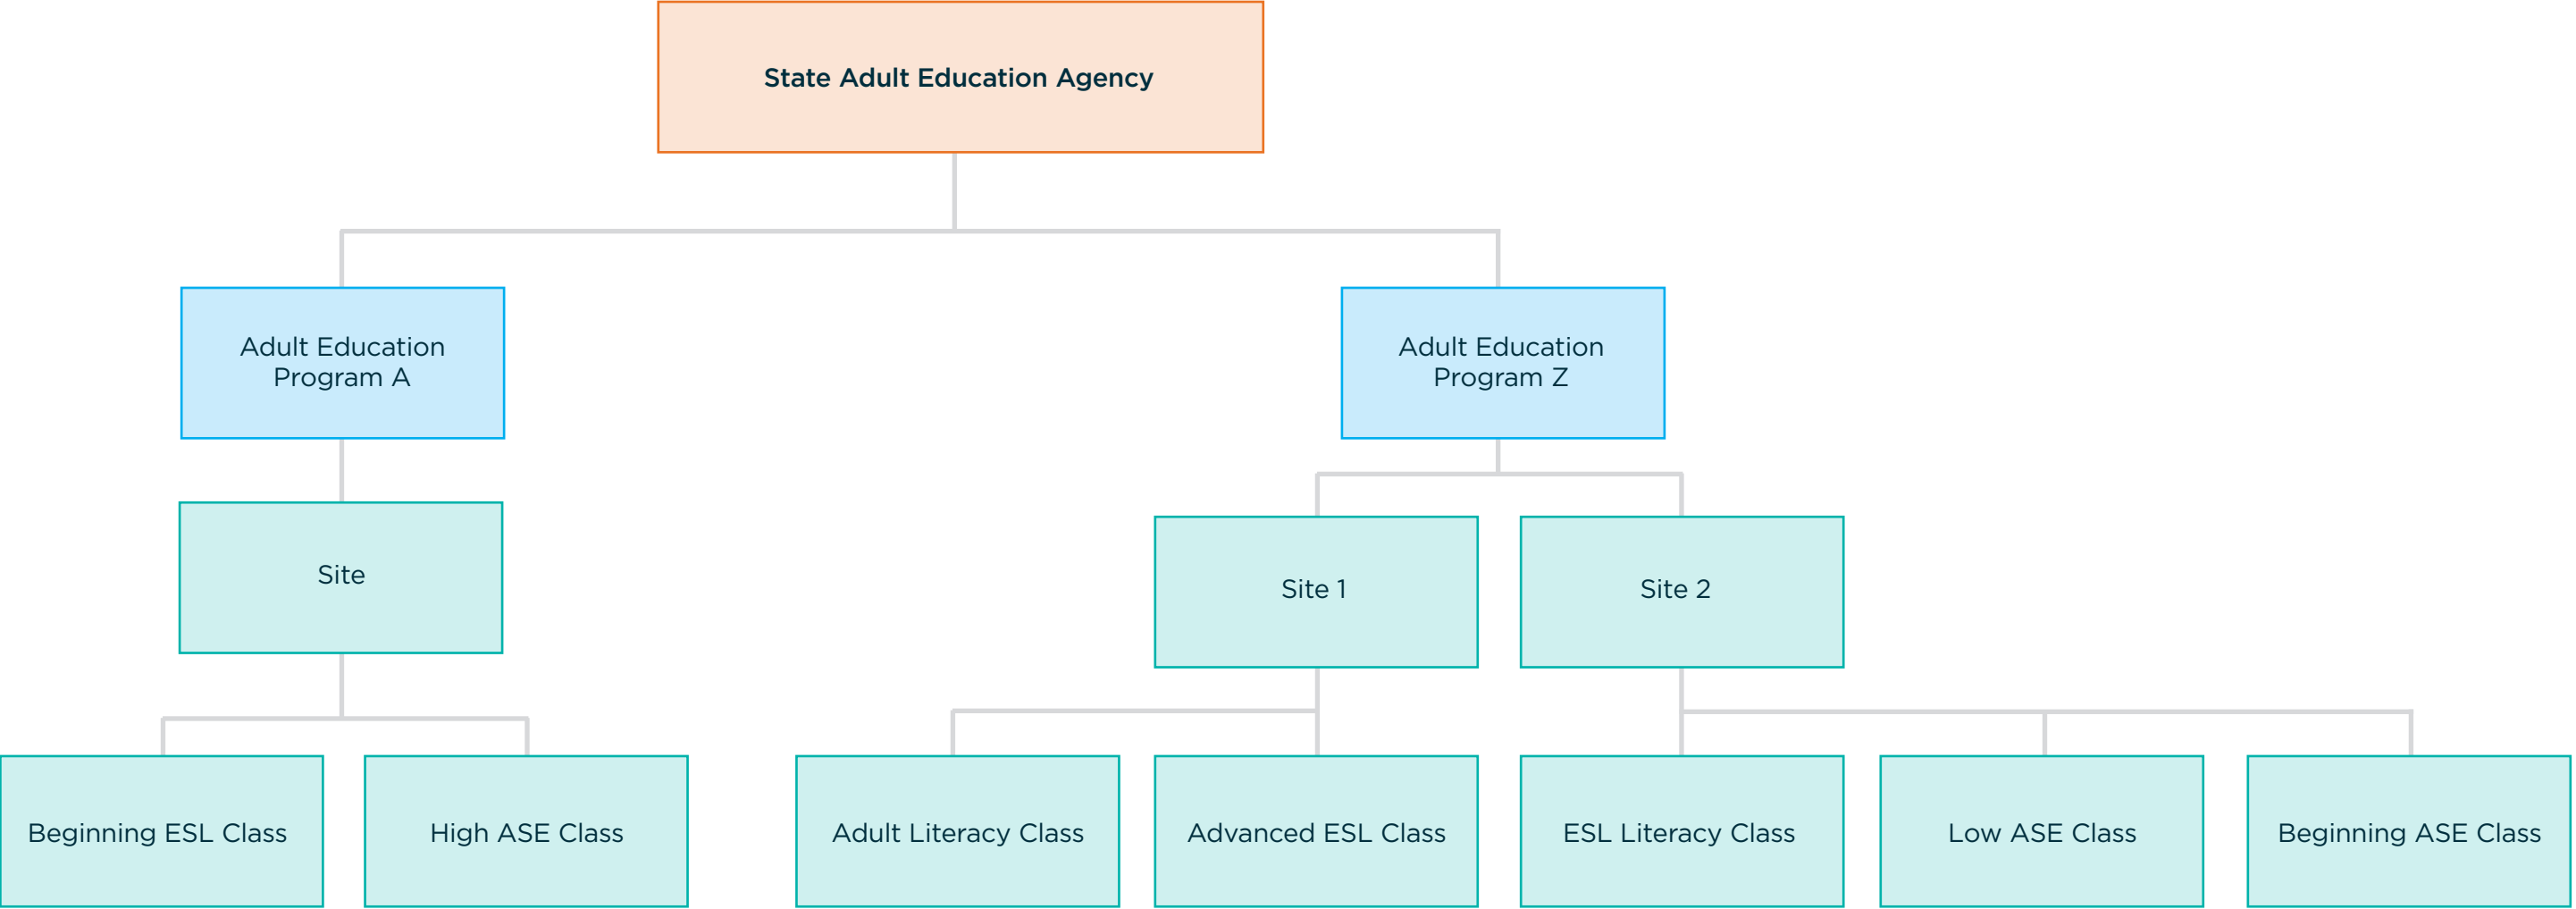 State Adult Education Agency
Adult Education
Program A
Adult Education
Program Z
Site
Site 1
Site 2
Beginning ESL Class
High ASE Class
Adult Literacy Class
Advanced ESL Class
ESL Literacy Class
Low ASE Class
Beginning ASE Class